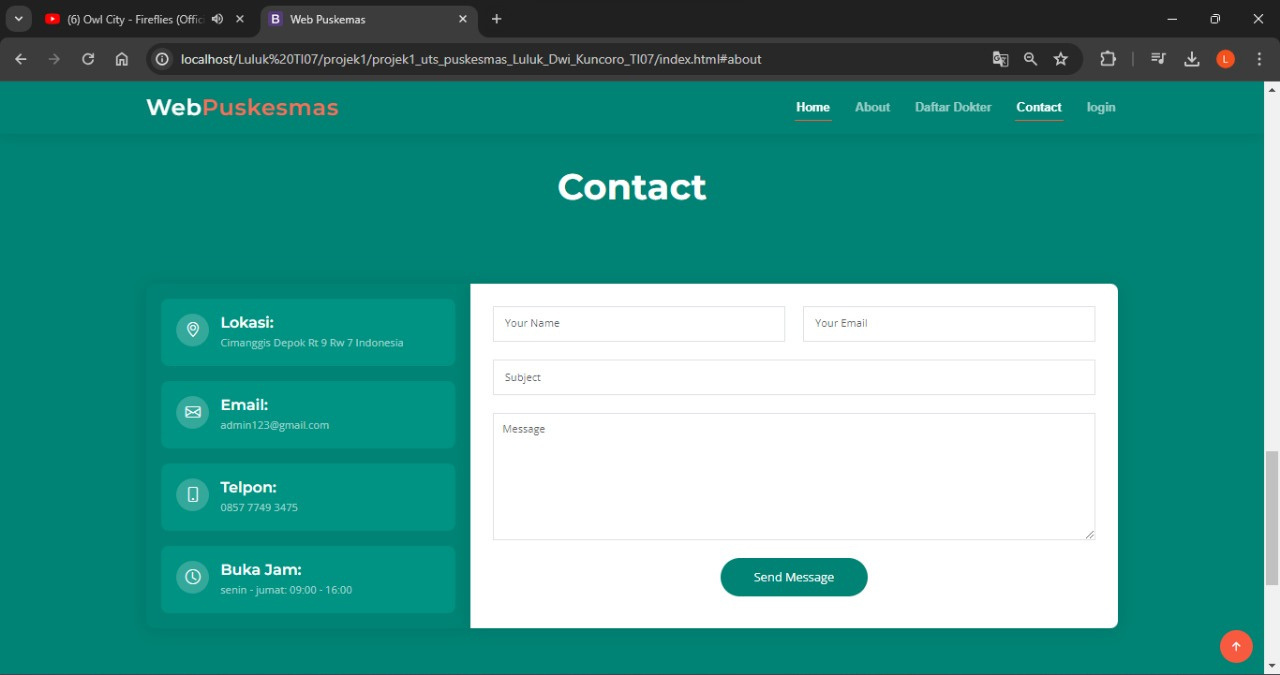 (6) Owl City - Fireflies (Offic
Web Puskemas
localhost/Luluk%20TI07/projek1/projek1_uts_puskesmas_Luluk_Dwi_Kuncoro_TI07/index.html#about
L
WebPuskesmas
Home
About
Daftar Dokter
Contact
login
Contact
Lokasi:
Cimanggis Depok Rt 9 Rw 7 Indonesia
Email:
admin123@gmail.com
Telpon:
0857 7749 3475
Buka Jam:
senin - jumat: 09:00 - 16:00
Your Name
Your Email
Subject
Message
Send Message